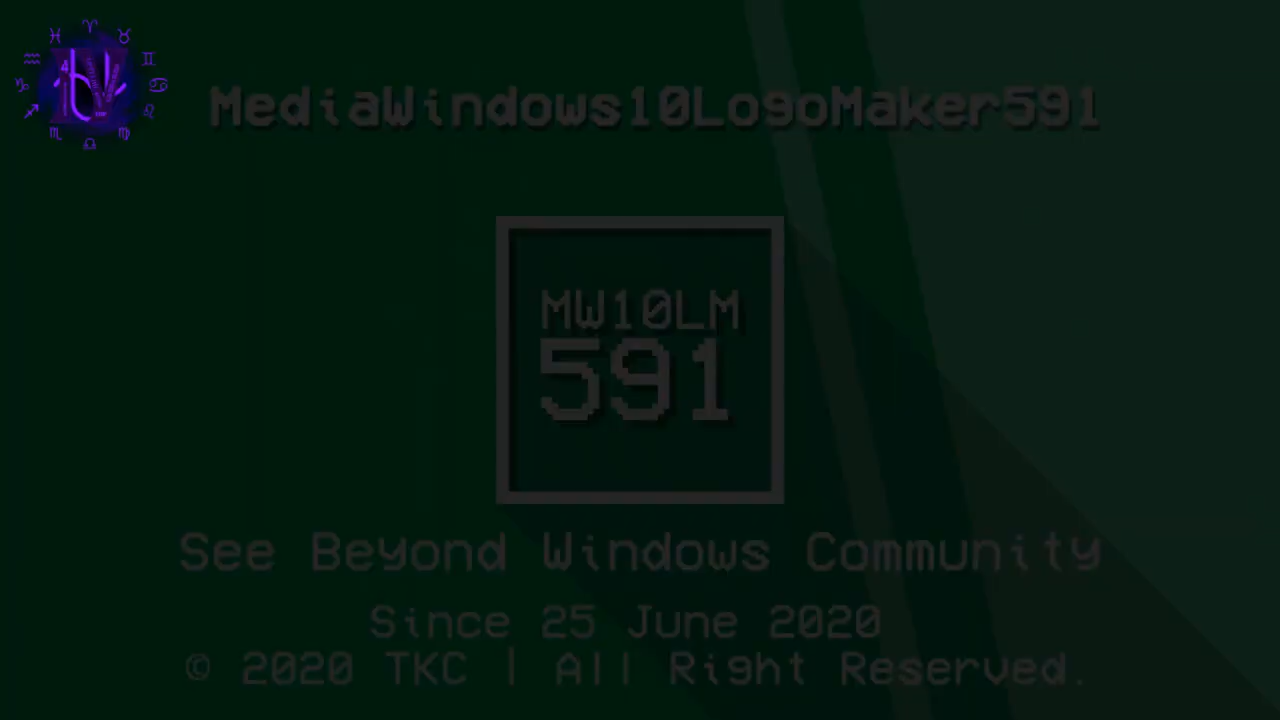 MediaWindows10LogoMaker591
MW10LM
591
See Beyond Windows Community
Since 25 June 2020
© 2020 TKC | All Right Reserved.